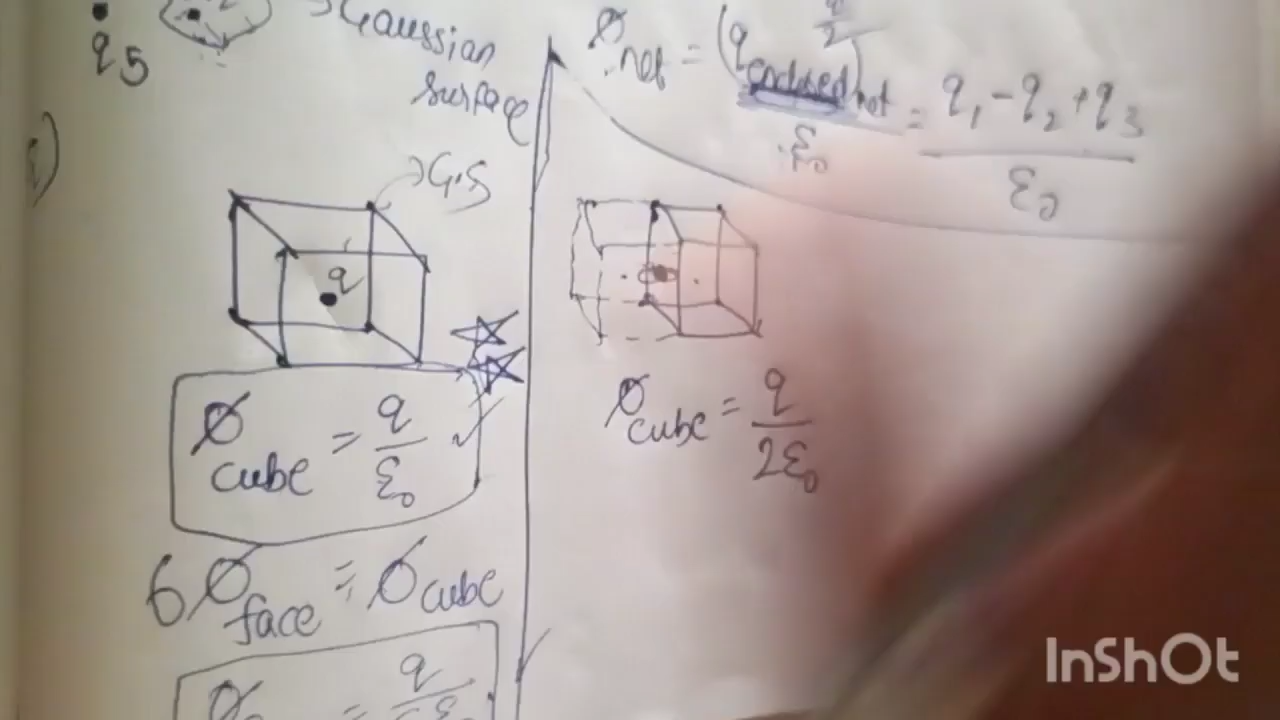 q5
Gaussian
surface
Φnet = (qenclosed)net / ε₀ = q₁ - q₂ + q₃ / ε₀
→ G.S
q
Φcube = q / ε₀
6Φface = Φcube
q
Φcube = q / 2ε₀
InShOt